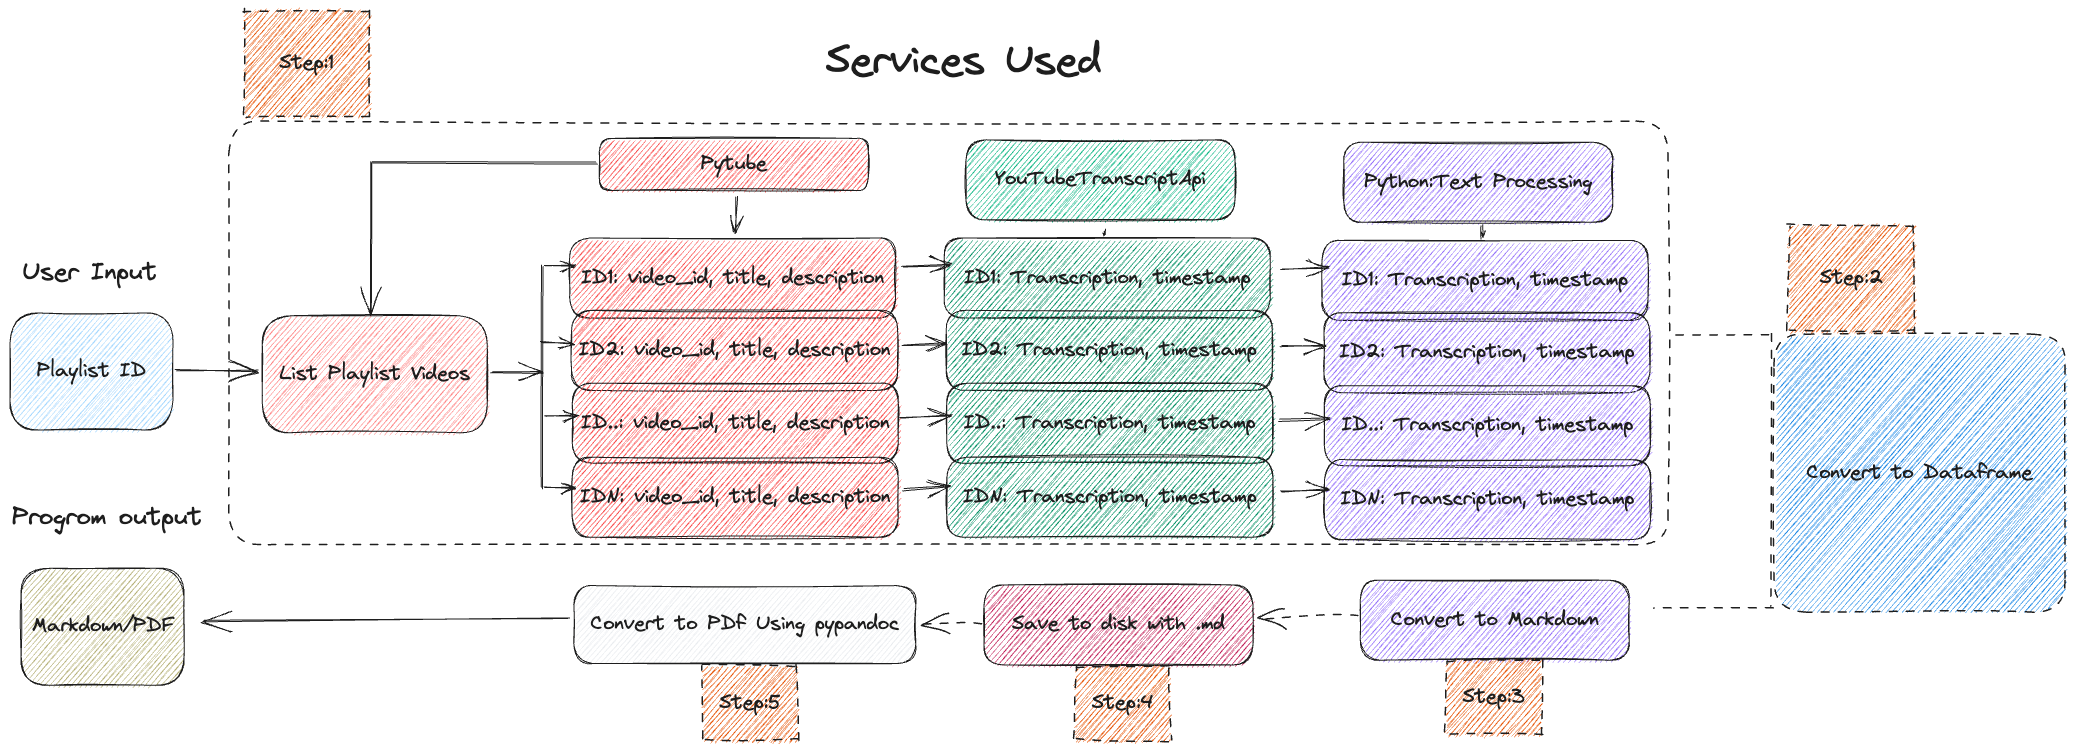 Step:1
Services Used
Pytube
YouTubeTranscriptApi
Python:Text Processing
User Input
Playlist ID
List Playlist Videos
ID1: video_id, title, description
ID2: video_id, title, description
ID..: video_id, title, description
IDN: video_id, title, description
ID1: Transcription, timestamp
ID2: Transcription, timestamp
ID..: Transcription, timestamp
IDN: Transcription, timestamp
ID1: Transcription, timestamp
ID2: Transcription, timestamp
ID..: Transcription, timestamp
IDN: Transcription, timestamp
Step:2
Convert to Dataframe
Progrom output
Markdown/PDF
Convert to PDf Using pypandoc
Save to disk with .md
Convert to Markdown
Step:5
Step:4
Step:3